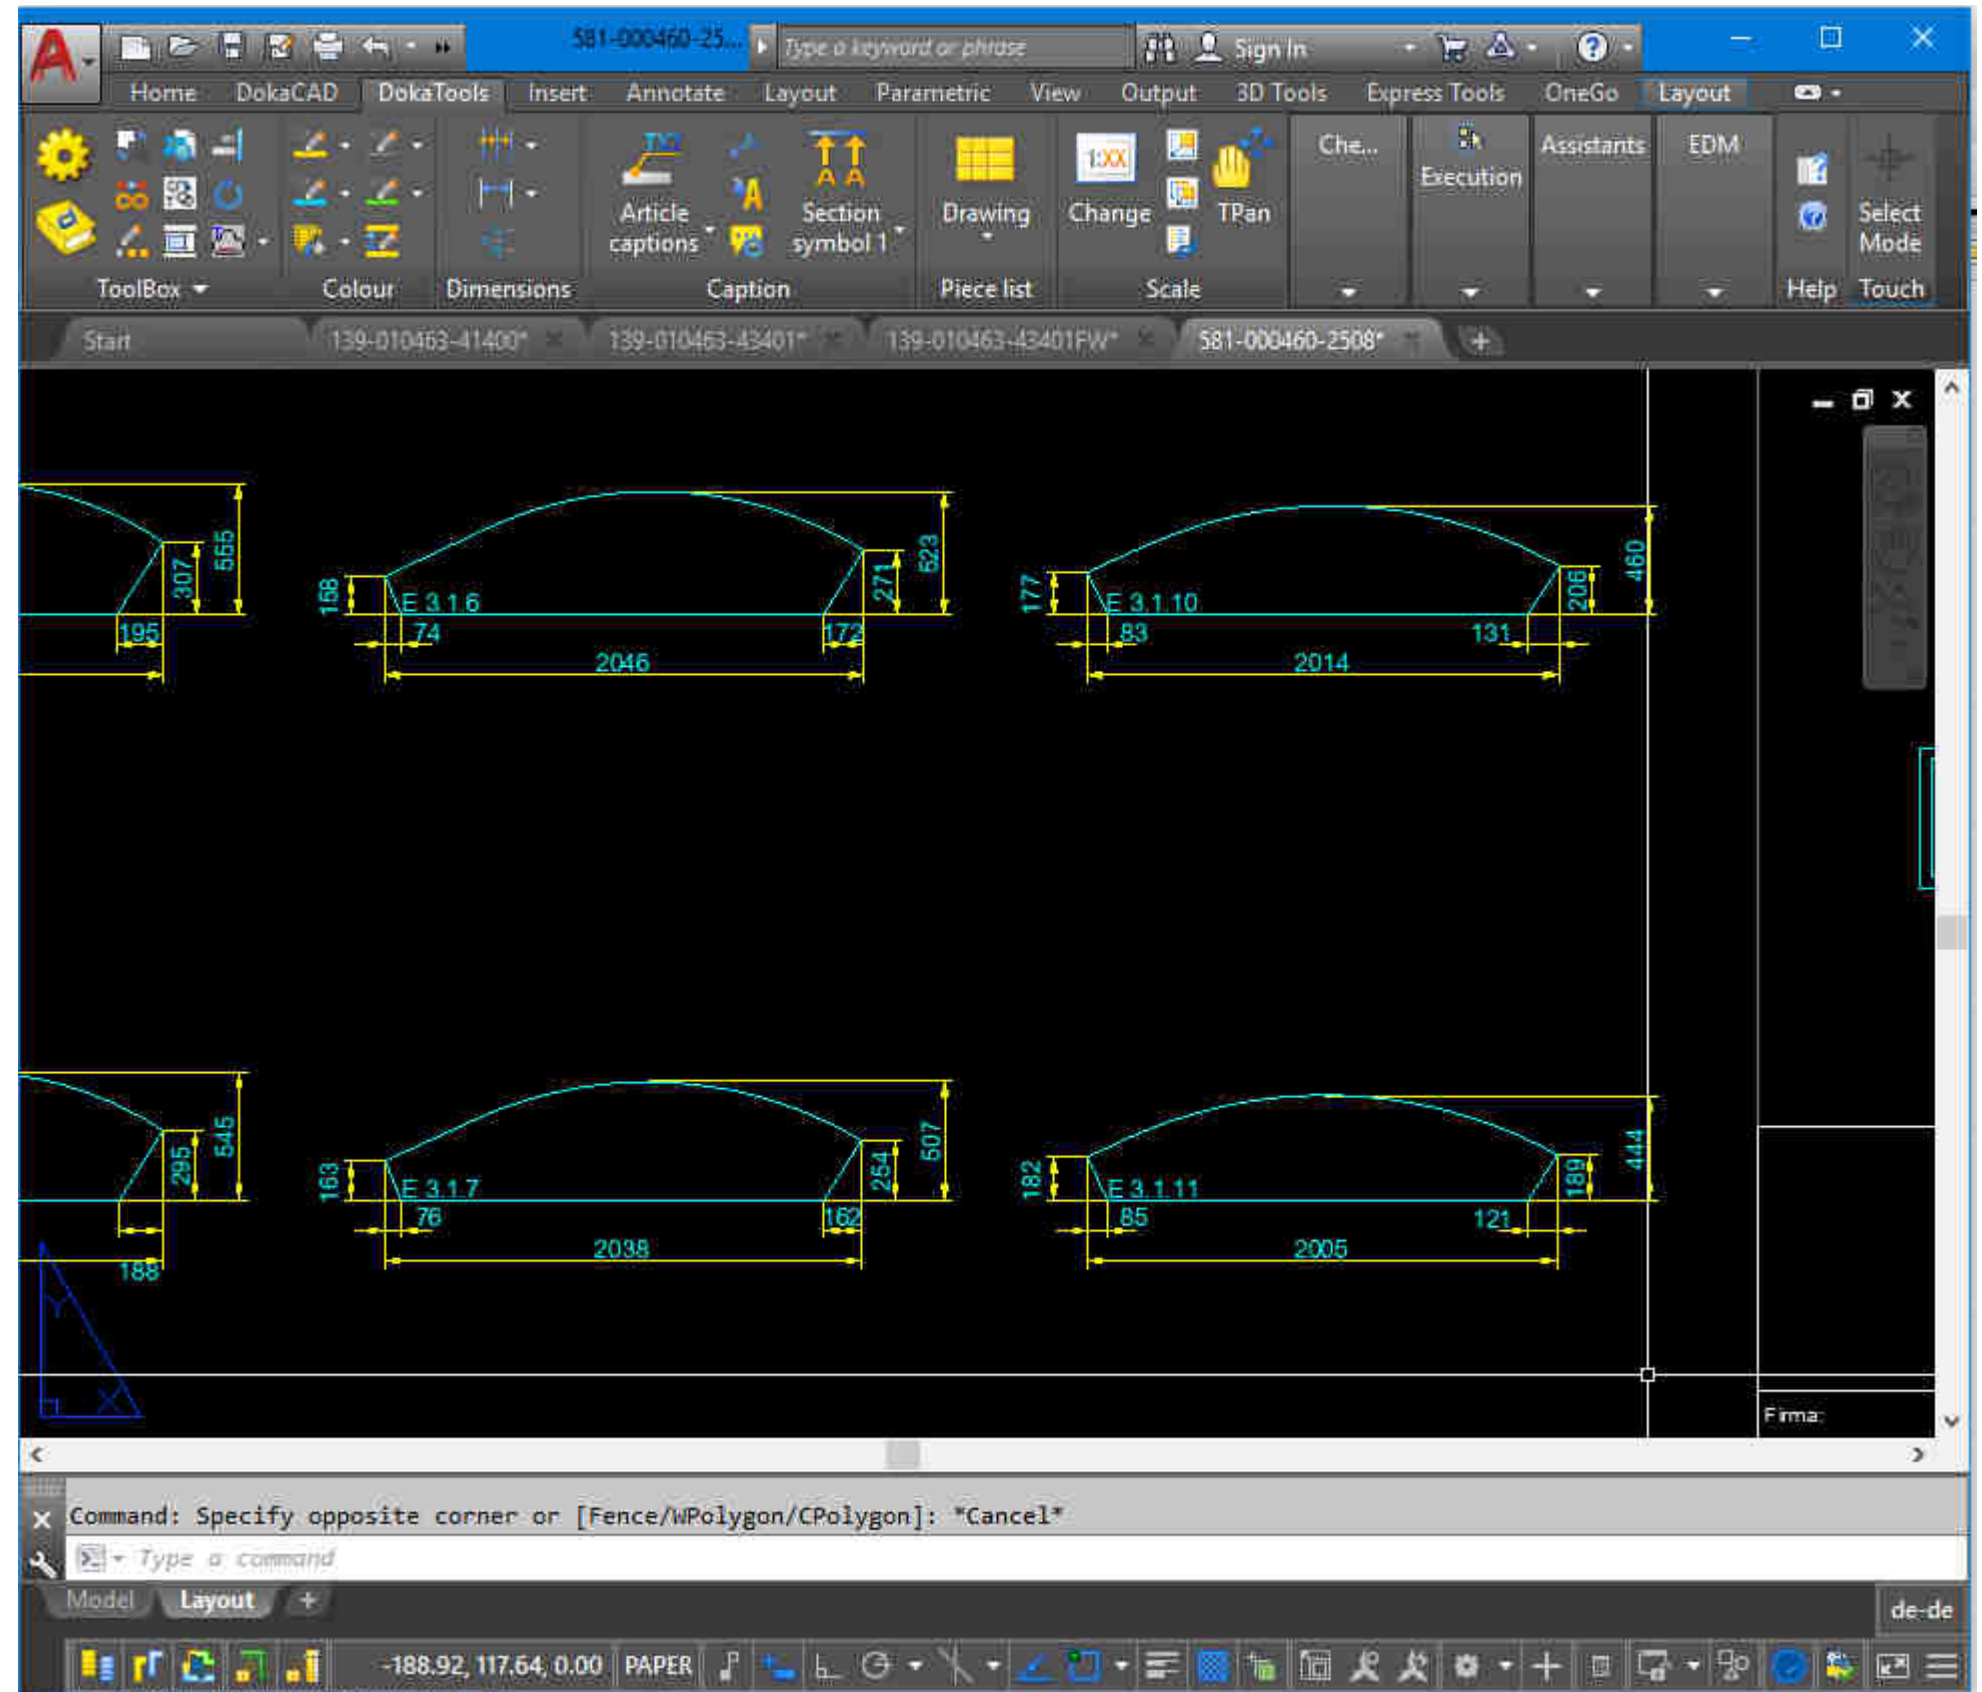 581-000460-25...
Type a keyword or phrase
Sign In
Home DokaCAD DokaTools Insert Annotate Layout Parametric View Output 3D Tools Express Tools OneGo Layout
Article captions
Section symbol 1
Drawing
Change
1:XX
TPan
Che...
Execution
Assistants
EDM
Select Mode
ToolBox Colour Dimensions Caption Piece list Scale Help Touch
Start 139-010463-41400* 139-010463-43401* 139-010463-43401FW* 581-000460-2508*
555
307
195
158
E 3.1.6
74
172
2046
271
523
177
E 3.1.10
83
131
2014
206
460
545
295
188
163
E 3.1.7
76
162
2038
254
507
182
E 3.1.11
85
121
2005
189
444
Y
X
Firma:
Command: Specify opposite corner or [Fence/WPolygon/CPolygon]: *Cancel*
Type a command
Model Layout +
de-de
-188.92, 117.64, 0.00 PAPER